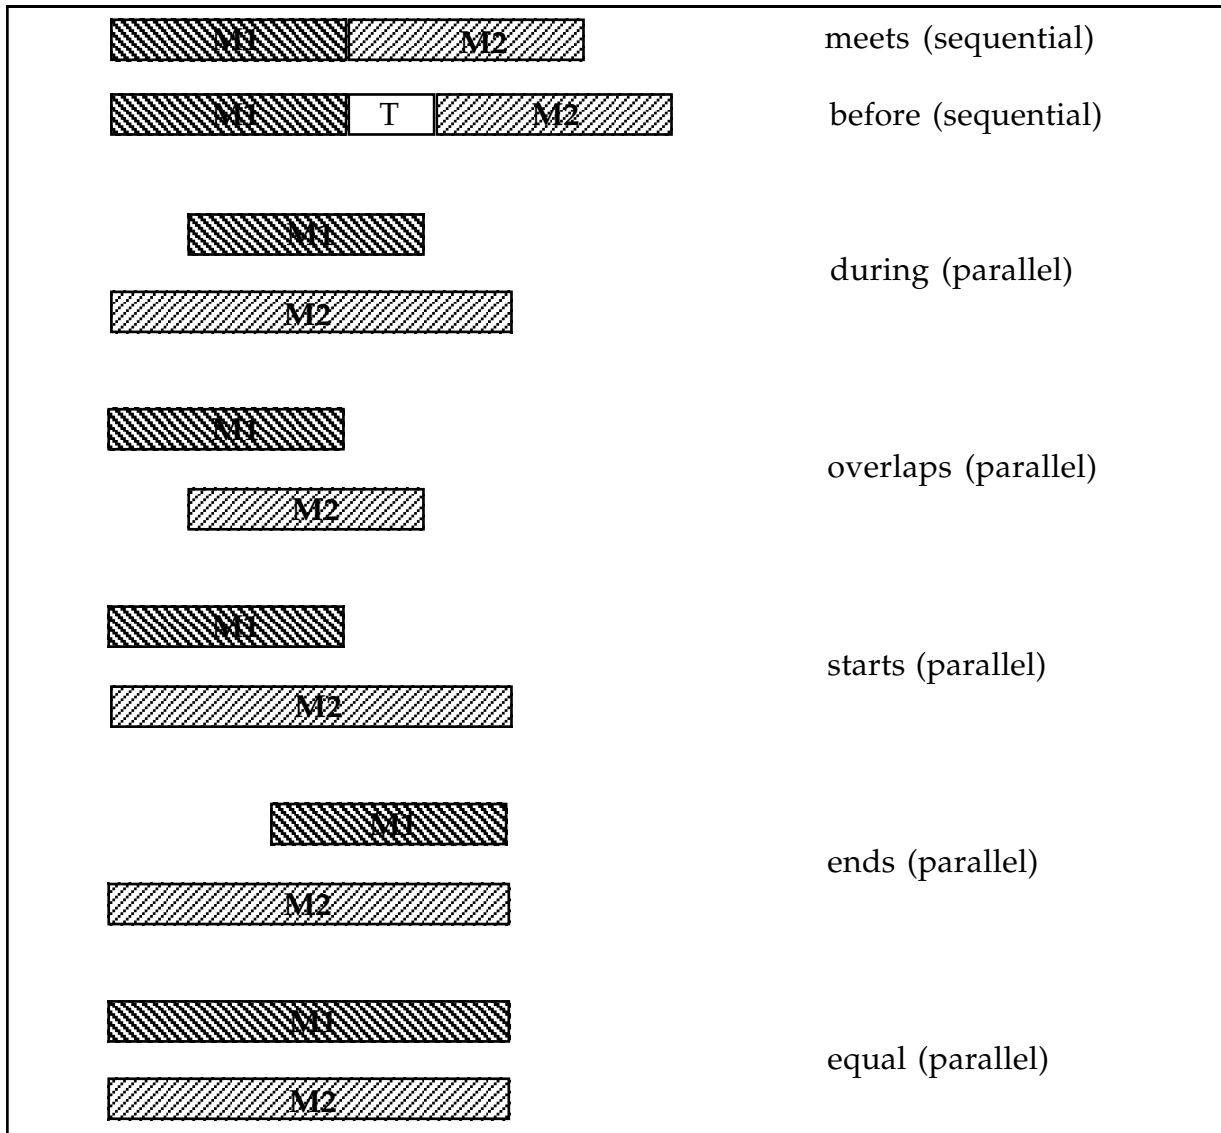 M1 M2 meets (sequential)
M1 T M2 before (sequential)
M1
during (parallel)
M2
M1
overlaps (parallel)
M2
M1
starts (parallel)
M2
M1
ends (parallel)
M2
M1
equal (parallel)
M2